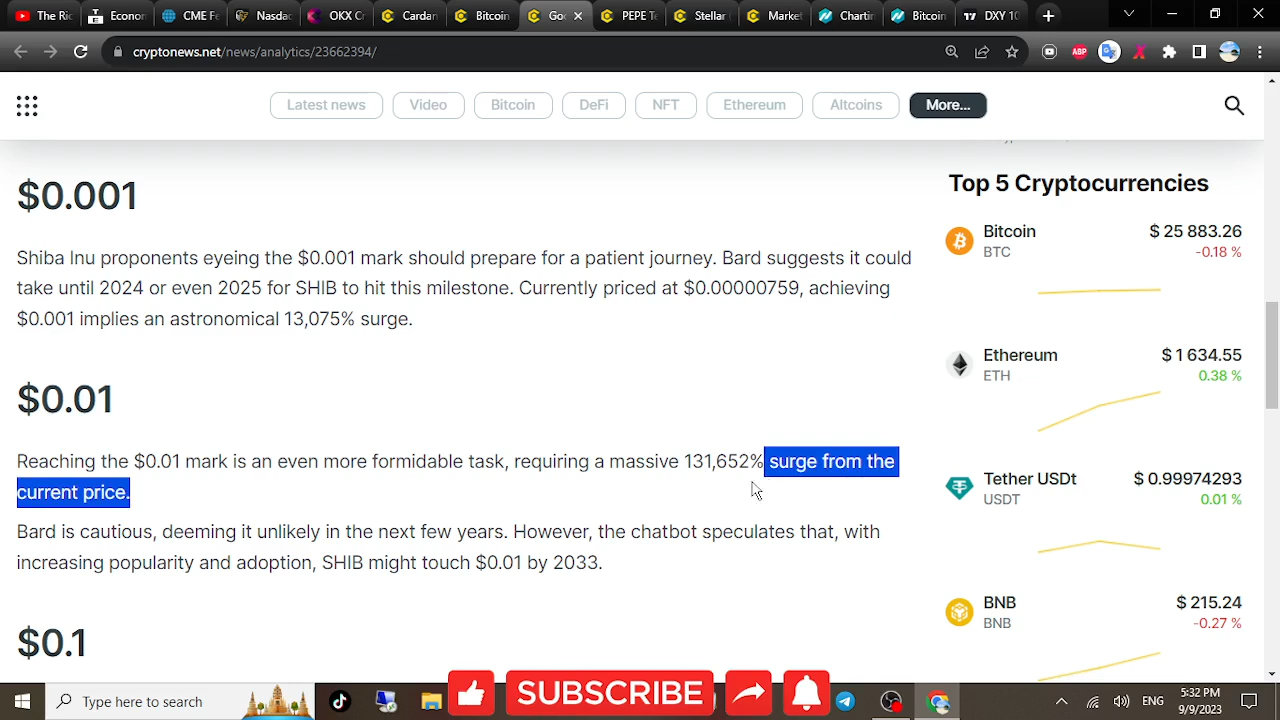 The Ri
Econor
CME Fe
Nasda
OKX C
Cardan
Bitcoin
Goo
PEPE Te
Stella
Market
Chartin
Bitcoin
DXY 10
cryptonews.net/news/analytics/23662394/
ABP
Latest news
Video
Bitcoin
DeFi
NFT
Ethereum
Altcoins
More...
$0.001
Shiba Inu proponents eyeing the $0.001 mark should prepare for a patient journey. Bard suggests it could
take until 2024 or even 2025 for SHIB to hit this milestone. Currently priced at $0.00000759, achieving
$0.001 implies an astronomical 13,075% surge.
$0.01
Reaching the $0.01 mark is an even more formidable task, requiring a massive 131,652% surge from the
current price.
Bard is cautious, deeming it unlikely in the next few years. However, the chatbot speculates that, with
increasing popularity and adoption, SHIB might touch $0.01 by 2033.
$0.1
Top 5 Cryptocurrencies
Bitcoin $ 25 883.26
BTC -0.18 %
Ethereum $ 1 634.55
ETH 0.38 %
Tether USDt $ 0.99974293
USDT 0.01 %
BNB $ 215.24
BNB -0.27 %
Type here to search
SUBSCRIBE
ENG
5:32 PM
9/9/2023